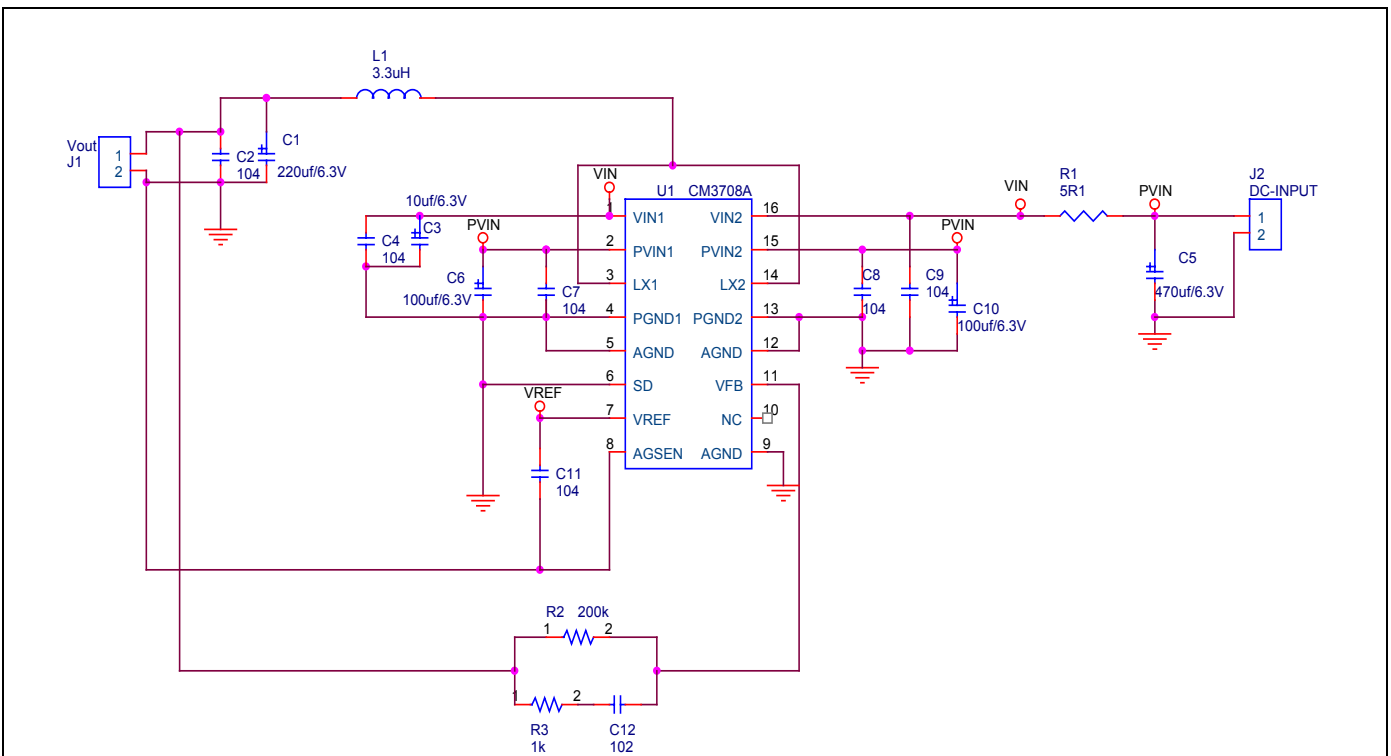 L1
3.3uH
Vout
J1
1
2
C2
104
C1
220uf/6.3V
10uf/6.3V
C4
104
C3
PVIN
C6
100uf/6.3V
C7
104
VIN
U1 CM3708A
1 VIN1 VIN2 16
2 PVIN1 PVIN2 15
3 LX1 LX2 14
4 PGND1 PGND2 13
5 AGND AGND 12
6 SD VFB 11
7 VREF NC 10
8 AGSEN AGND 9
VREF
C11
104
C8
104
C9
104
PVIN
C10
100uf/6.3V
VIN
R1
5R1
PVIN
C5
470uf/6.3V
J2
DC-INPUT
1
2
R2 200k
1 2
1 2
R3
1k
C12
102